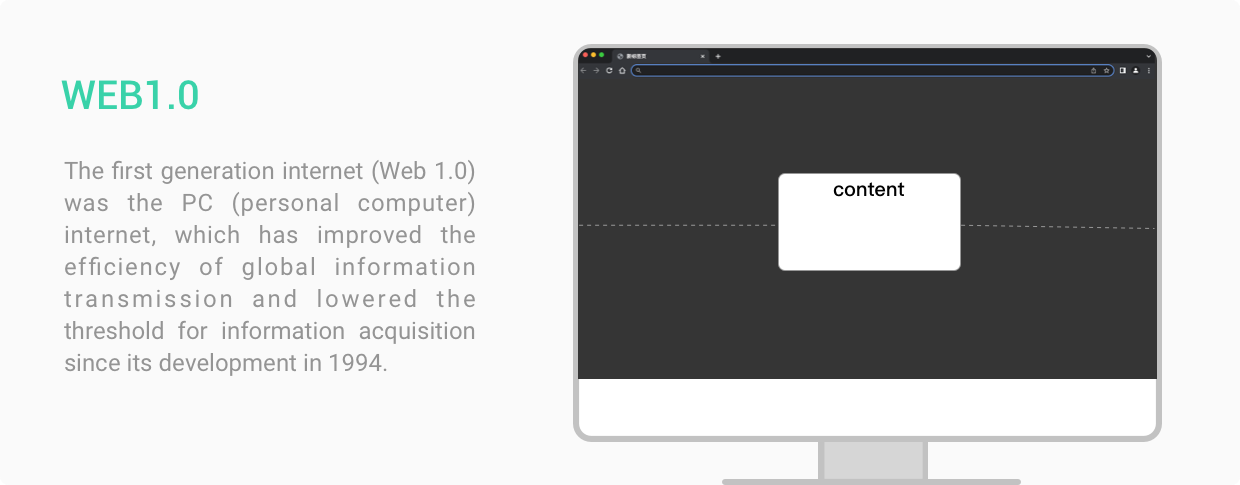 WEB1.0
The first generation internet (Web 1.0)
was the PC (personal computer)
internet, which has improved the
efficiency of global information
transmission and lowered the
threshold for information acquisition
since its development in 1994.
content